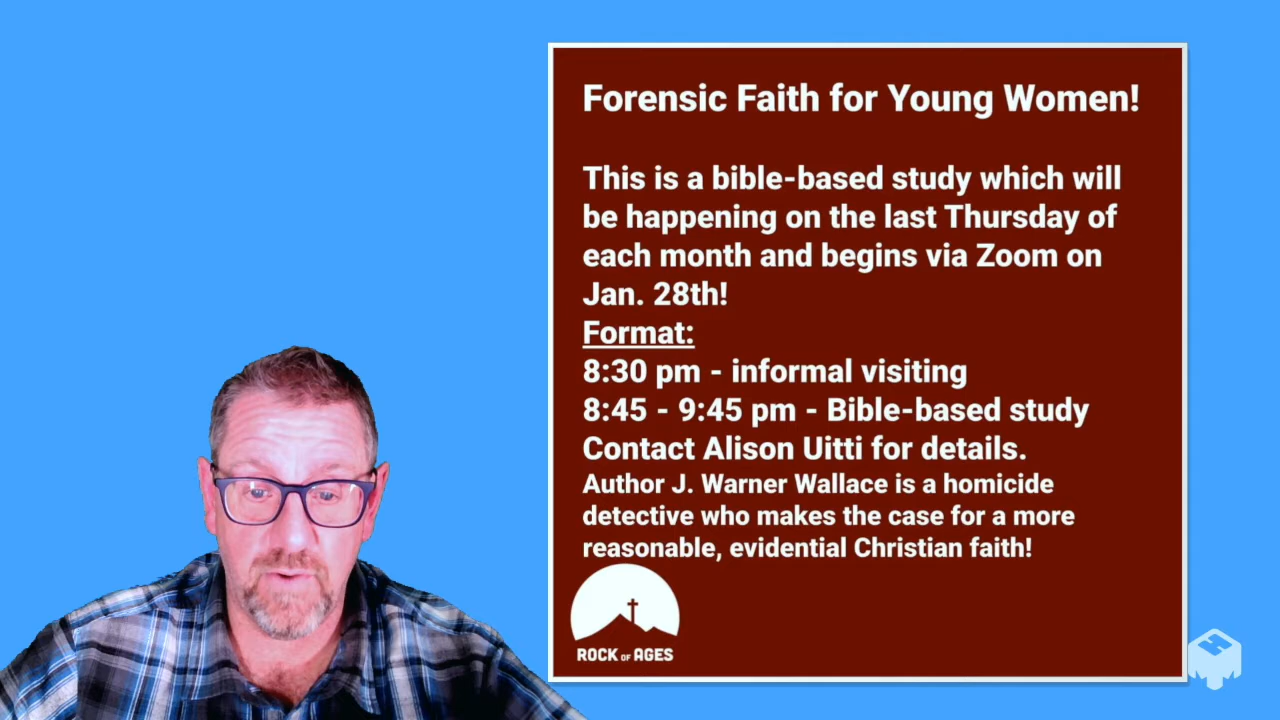 Forensic Faith for Young Women!
This is a bible-based study which will
be happening on the last Thursday of
each month and begins via Zoom on
Jan. 28th!
Format:
8:30 pm - informal visiting
8:45 - 9:45 pm - Bible-based study
Contact Alison Uitti for details.
Author J. Warner Wallace is a homicide
detective who makes the case for a more
reasonable, evidential Christian faith!
ROCK OF AGES